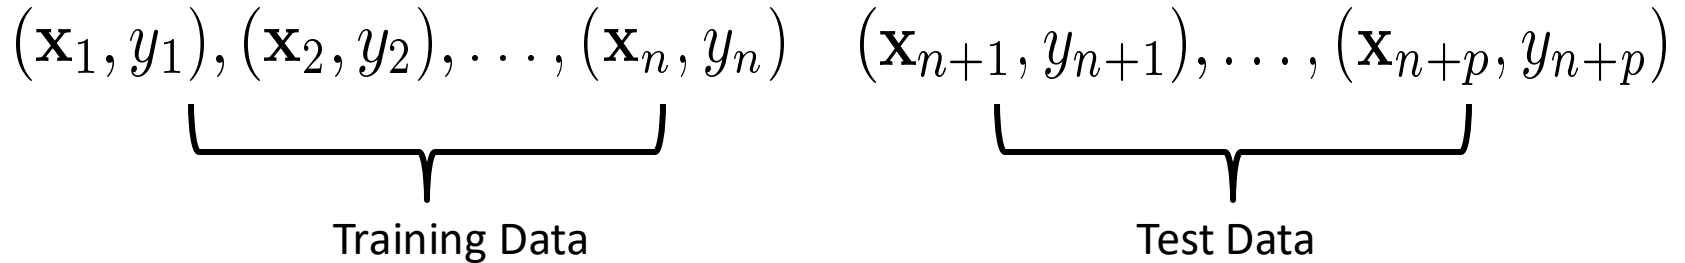 (𝐱₁, y₁), (𝐱₂, y₂), . . . , (𝐱ₙ, yₙ) (𝐱ₙ₊₁, yₙ₊₁), . . . , (𝐱ₙ₊ₚ, yₙ₊ₚ)
Training Data Test Data